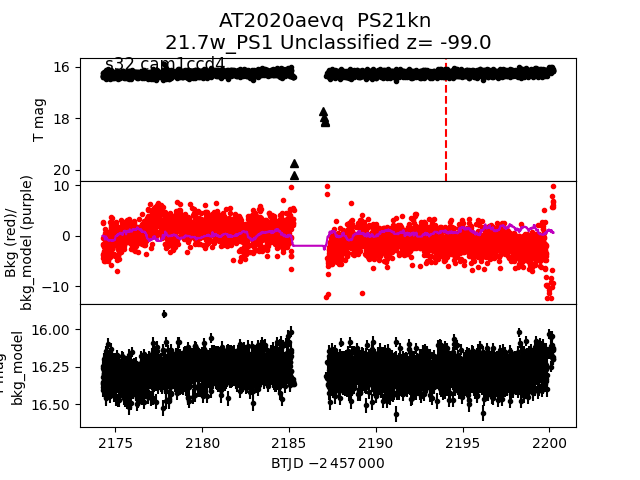 AT2020aevq PS21kn
21.7w_PS1 Unclassified z= -99.0
s32 cam1ccd4
16
18
20
T mag
10
0
−10
Bkg (red)/
bkg_model (purple)
16.00
16.25
16.50
bkg_model
2175
2180
2185
2190
2195
2200
BTJD −2 457 000